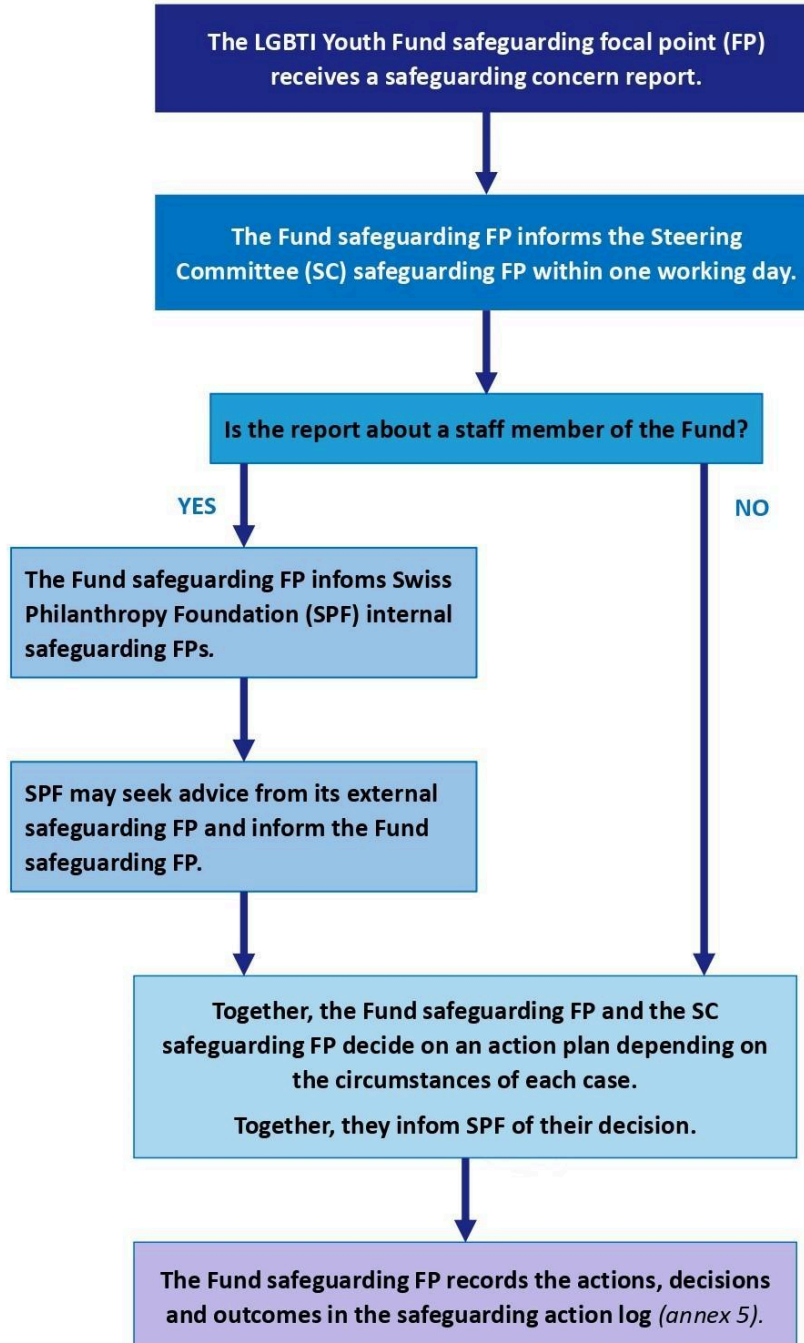 The LGBTI Youth Fund safeguarding focal point (FP)
receives a safeguarding concern report.
The Fund safeguarding FP informs the Steering
Committee (SC) safeguarding FP within one working day.
Is the report about a staff member of the Fund?
YES
NO
The Fund safeguarding FP infoms Swiss
Philanthropy Foundation (SPF) internal
safeguarding FPs.
SPF may seek advice from its external
safeguarding FP and inform the Fund
safeguarding FP.
Together, the Fund safeguarding FP and the SC
safeguarding FP decide on an action plan depending on
the circumstances of each case.
Together, they infom SPF of their decision.
The Fund safeguarding FP records the actions, decisions
and outcomes in the safeguarding action log (annex 5).